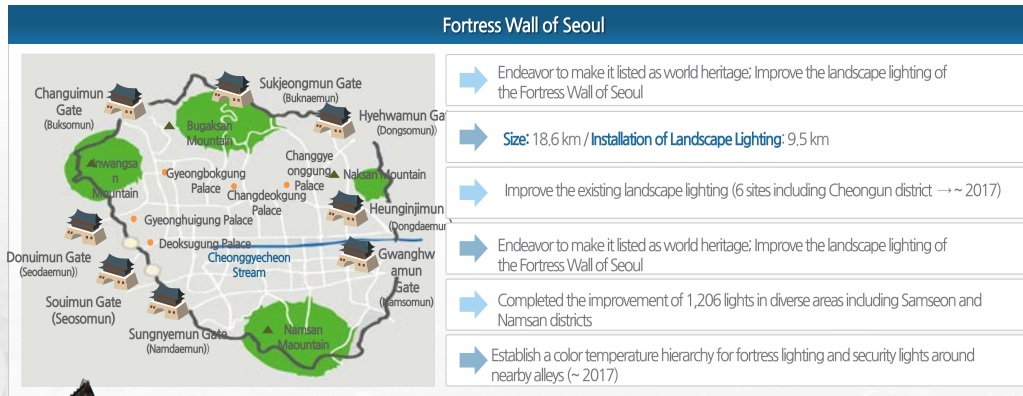 Fortress Wall of Seoul
Sukjeongmun Gate
(Buknaemun)
Changuimun
Gate
(Buksomun)
Hyehwamun Ga
(Dongsomun)
Bugaksan
Mountain
Inwangsa
n
Mountain
Gyeongbokgung
Palace
Changgye
onggung
Palace
Naksan Mountain
Changdeokgung
Palace
Gyeonghuigung Palace
Heunginjimun
(Dongdaemun
Deoksugung Palace
Cheonggyecheon
Stream
Donuimun Gate
(Seodaemun))
Gwanghw
amun
Gate
(Namsomun)
Souimun Gate
(Seosomun)
Sungnyemun Gate
(Namdaemun))
Namsan
Maountain
Endeavor to make it listed as world heritage; Improve the landscape lighting of
the Fortress Wall of Seoul
Size: 18.6 km / Installation of Landscape Lighting: 9.5 km
Improve the existing landscape lighting (6 sites including Cheongun district → ~ 2017)
Endeavor to make it listed as world heritage; Improve the landscape lighting of
the Fortress Wall of Seoul
Completed the improvement of 1,206 lights in diverse areas including Samseon and
Namsan districts
Establish a color temperature hierarchy for fortress lighting and security lights around
nearby alleys (~ 2017)